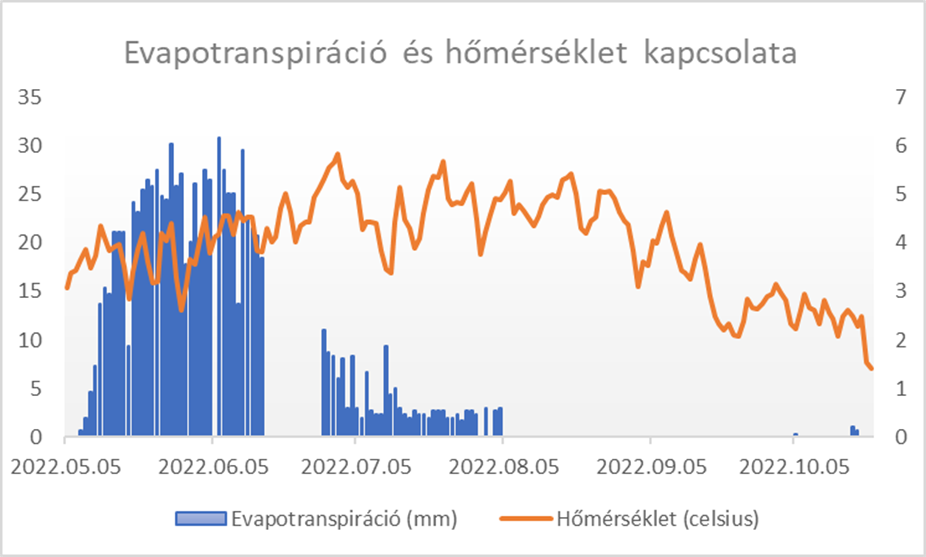 Evapotranspiráció és hőmérséklet kapcsolata
35 7
30 6
25 5
20 4
15 3
10 2
5 1
0 0
2022.05.05 2022.06.05 2022.07.05 2022.08.05 2022.09.05 2022.10.05
Evapotranspiráció (mm) Hőmérséklet (celsius)